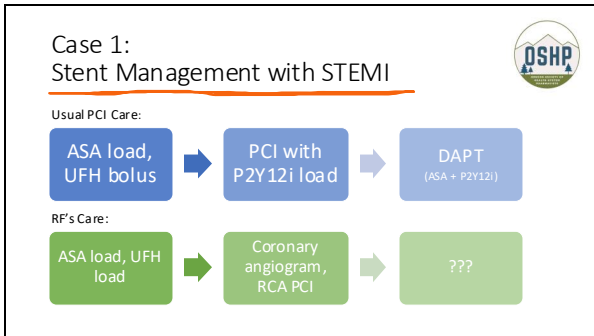 Case 1:
Stent Management with STEMI
OSHP
Usual PCI Care:
ASA load,
UFH bolus
PCI with
P2Y12i load
DAPT
(ASA + P2Y12i)
RF's Care:
ASA load, UFH
load
Coronary
angiogram,
RCA PCI
???